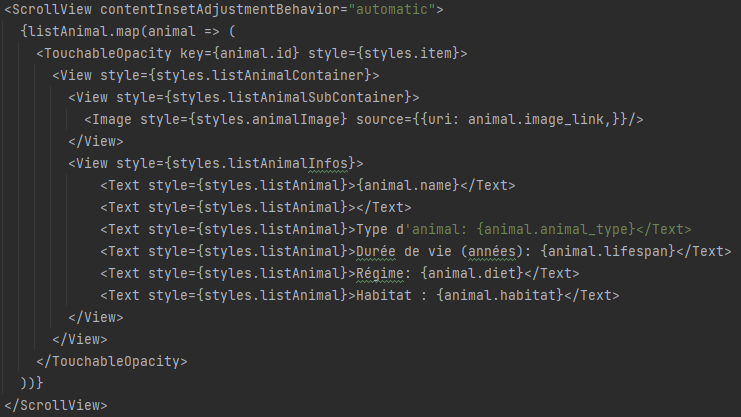 <ScrollView contentInsetAdjustmentBehavior="automatic">
{listAnimal.map(animal => (
<TouchableOpacity key={animal.id} style={styles.item}>
<View style={styles.listAnimalContainer}>
<View style={styles.listAnimalSubContainer}>
<Image style={styles.animalImage} source={{uri: animal.image_link,}}/>
</View>
<View style={styles.listAnimalInfos}>
<Text style={styles.listAnimal}>{animal.name}</Text>
<Text style={styles.listAnimal}></Text>
<Text style={styles.listAnimal}>Type d'animal: {animal.animal_type}</Text>
<Text style={styles.listAnimal}>Durée de vie (années): {animal.lifespan}</Text>
<Text style={styles.listAnimal}>Régime: {animal.diet}</Text>
<Text style={styles.listAnimal}>Habitat : {animal.habitat}</Text>
</View>
</View>
</TouchableOpacity>
))}
</ScrollView>